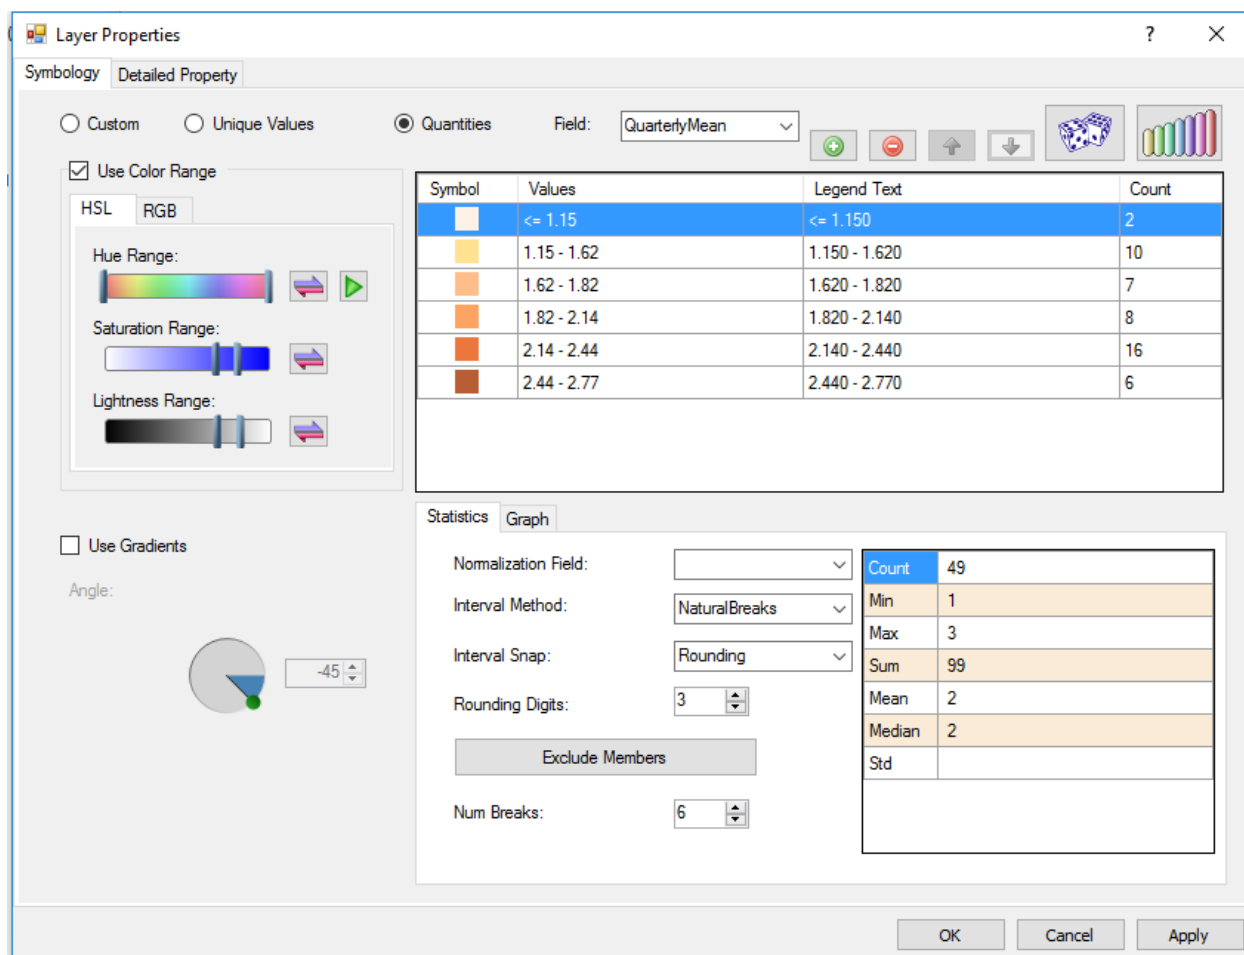 Layer Properties
?
Symbology Detailed Property
Custom Unique Values Quantities Field: QuarterlyMean
Use Color Range
HSL RGB
Hue Range:
Saturation Range:
Lightness Range:
Symbol Values Legend Text Count
<= 1.15 <= 1.150 2
1.15 - 1.62 1.150 - 1.620 10
1.62 - 1.82 1.620 - 1.820 7
1.82 - 2.14 1.820 - 2.140 8
2.14 - 2.44 2.140 - 2.440 16
2.44 - 2.77 2.440 - 2.770 6
Use Gradients
Angle:
-45
Statistics Graph
Normalization Field:
Interval Method: NaturalBreaks
Interval Snap: Rounding
Rounding Digits: 3
Exclude Members
Num Breaks: 6
Count 49
Min 1
Max 3
Sum 99
Mean 2
Median 2
Std
OK Cancel Apply